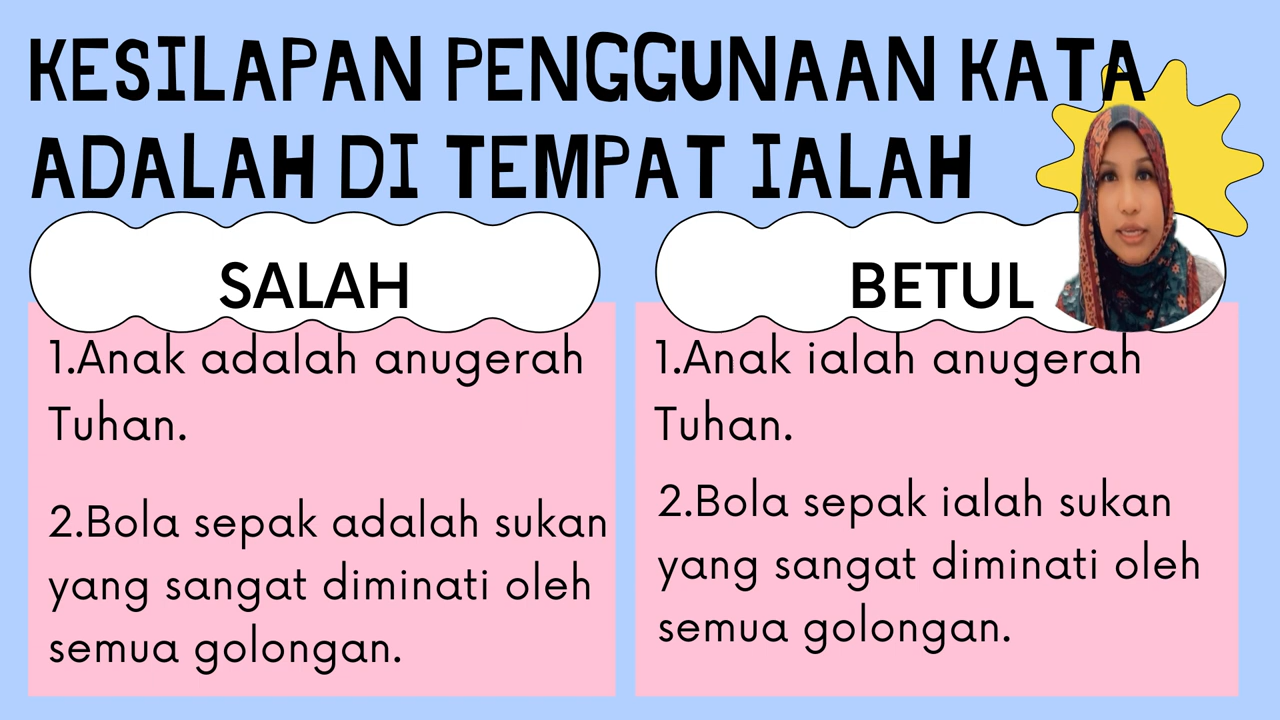 KESILAPAN PENGGUNAAN KATA
ADALAH DI TEMPAT IALAH
SALAH
1.Anak adalah anugerah
Tuhan.
2.Bola sepak adalah sukan
yang sangat diminati oleh
semua golongan.
BETUL
1.Anak ialah anugerah
Tuhan.
2.Bola sepak ialah sukan
yang sangat diminati oleh
semua golongan.